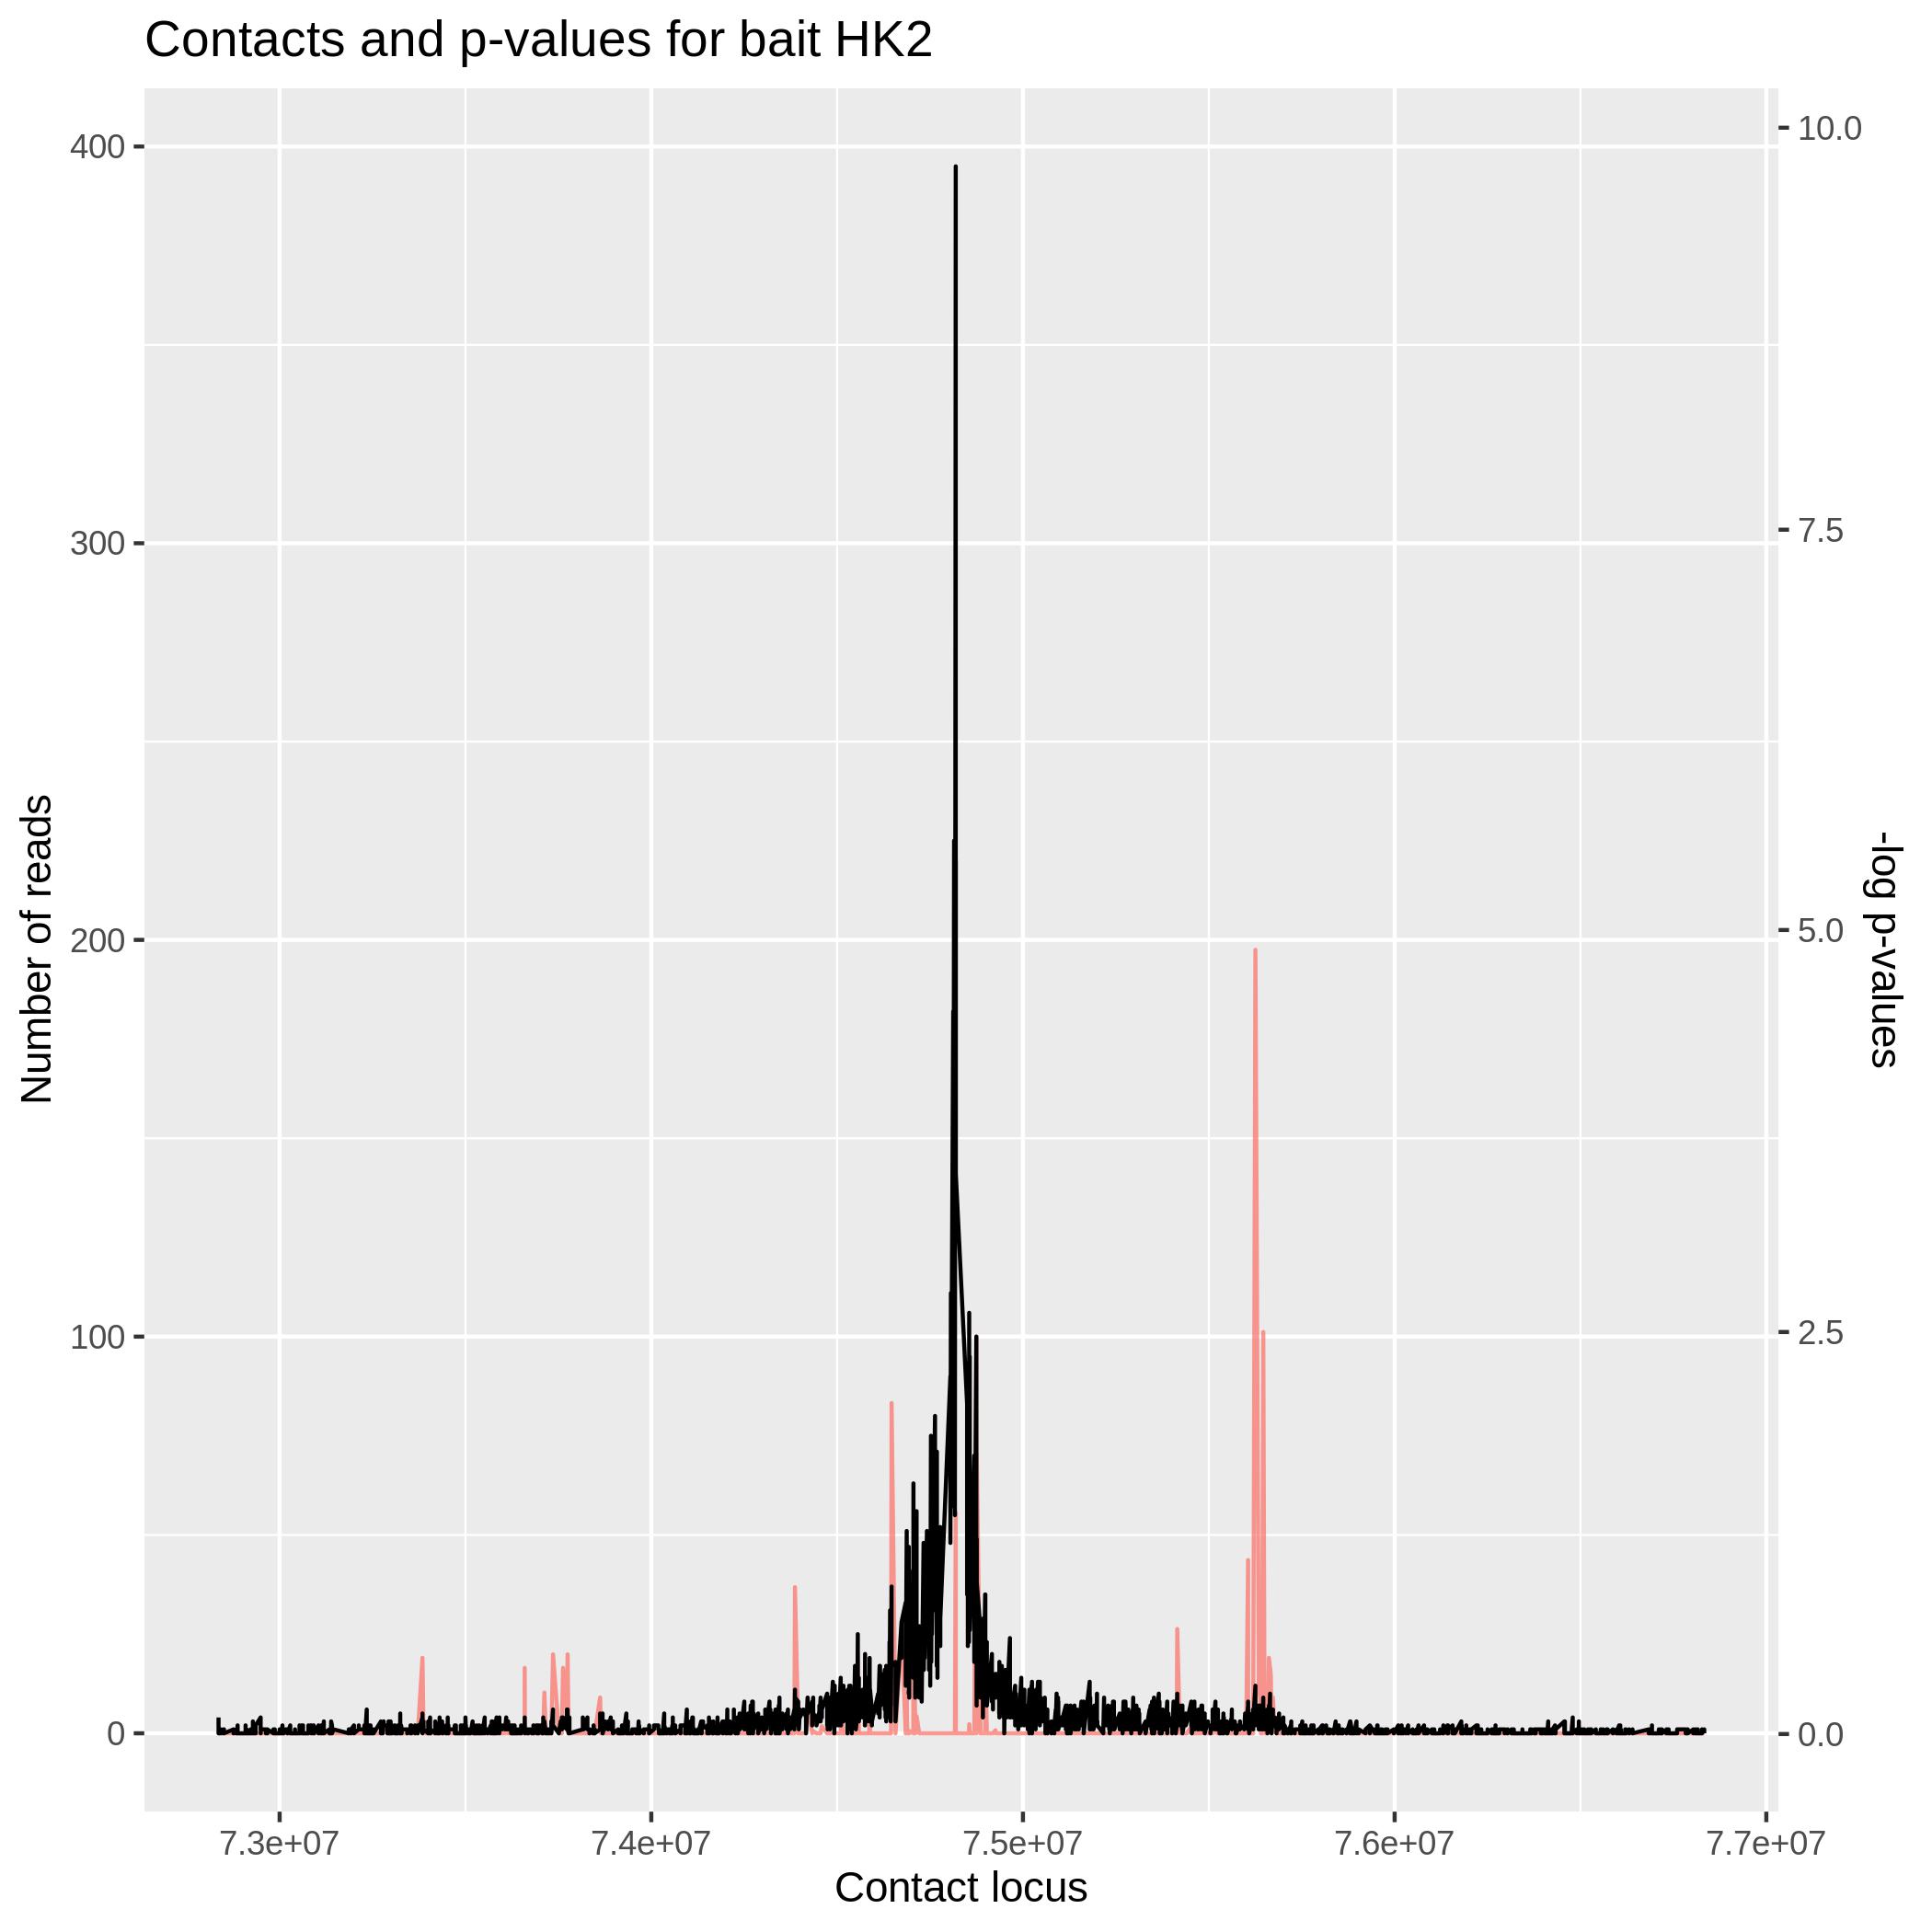 Contacts and p-values for bait HK2
400
300
200
100
0
Number of reads
10.0
7.5
5.0
2.5
0.0
-log p-values
7.3e+07
7.4e+07
7.5e+07
7.6e+07
7.7e+07
Contact locus